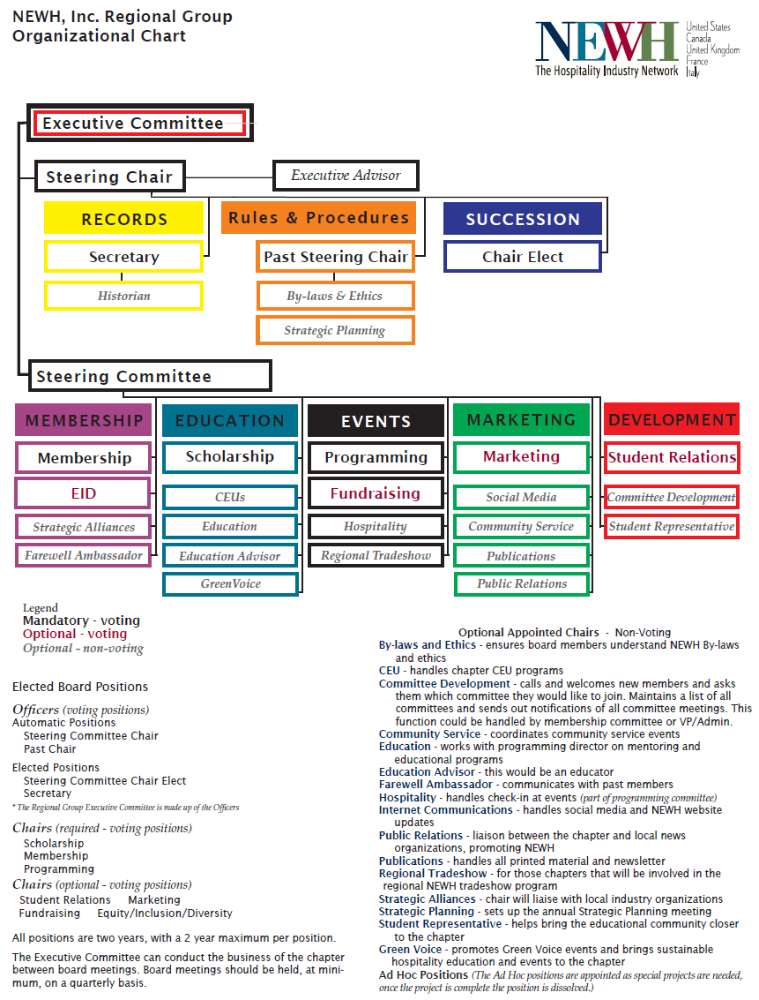 NEWH, Inc. Regional Group
Organizational Chart
NEWH
The Hospitality Industry Network
United States
Canada
United Kingdom
France
Italy
Executive Committee
Steering Chair
Executive Advisor
RECORDS
Rules & Procedures
SUCCESSION
Secretary
Past Steering Chair
Chair Elect
Historian
By-laws & Ethics
Strategic Planning
Steering Committee
MEMBERSHIP
EDUCATION
EVENTS
MARKETING
DEVELOPMENT
Membership
Scholarship
Programming
Marketing
Student Relations
EID
CEUs
Fundraising
Social Media
Committee Development
Strategic Alliances
Education
Hospitality
Community Service
Student Representative
Farewell Ambassador
Education Advisor
Regional Tradeshow
Publications
GreenVoice
Public Relations
Legend
Mandatory - voting
Optional - voting
Optional - non-voting
Elected Board Positions
Officers (voting positions)
Automatic Positions
Steering Committee Chair
Past Chair
Elected Positions
Steering Committee Chair Elect
Secretary
* The Regional Group Executive Committee is made up of the Officers
Chairs (required - voting positions)
Scholarship
Membership
Programming
Chairs (optional - voting positions)
Student Relations Marketing
Fundraising Equity/Inclusion/Diversity
All positions are two years, with a 2 year maximum per position.
The Executive Committee can conduct the business of the chapter
between board meetings. Board meetings should be held, at mini-
mum, on a quarterly basis.
Optional Appointed Chairs - Non-Voting
By-laws and Ethics - ensures board members understand NEWH By-laws
and ethics
CEU - handles chapter CEU programs
Committee Development - calls and welcomes new members and asks
them which committee they would like to join. Maintains a list of all
committees and sends out notifications of all committee meetings. This
function could be handled by membership committee or VP/Admin.
Community Service - coordinates community service events
Education - works with programming director on mentoring and
educational programs
Education Advisor - this would be an educator
Farewell Ambassador - communicates with past members
Hospitality - handles check-in at events (part of programming committee)
Internet Communications - handles social media and NEWH website
updates
Public Relations - liaison between the chapter and local news
organizations, promoting NEWH
Publications - handles all printed material and newsletter
Regional Tradeshow - for those chapters that will be involved in the
regional NEWH tradeshow program
Strategic Alliances - chair will liaise with local industry organizations
Strategic Planning - sets up the annual Strategic Planning meeting
Student Representative - helps bring the educational community closer
to the chapter
Green Voice - promotes Green Voice events and brings sustainable
hospitality education and events to the chapter
Ad Hoc Positions (The Ad Hoc positions are appointed as special projects are needed,
once the project is complete the position is dissolved.)